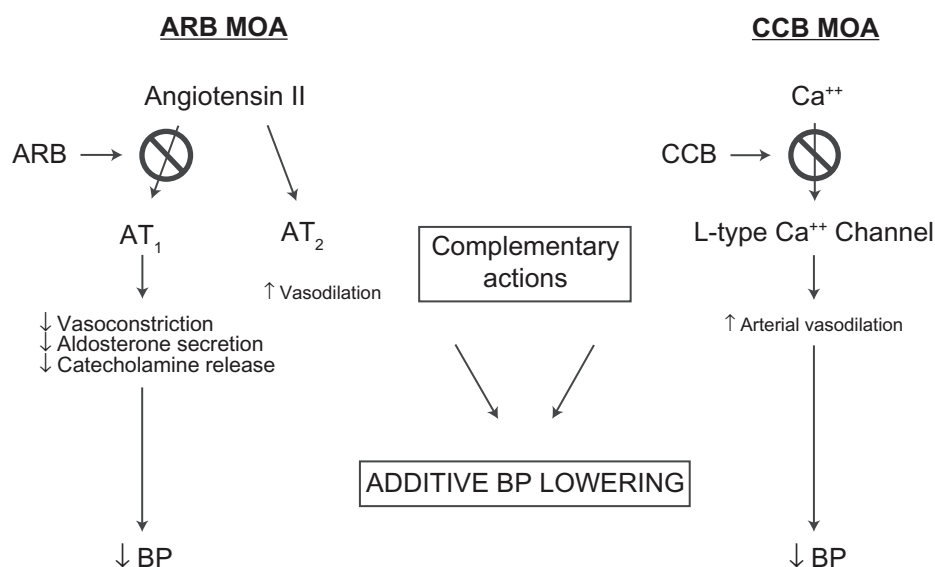 ARB MOA
Angiotensin II
ARB
AT1
AT2
↑ Vasodilation
↓ Vasoconstriction
↓ Aldosterone secretion
↓ Catecholamine release
↓ BP
Complementary
actions
ADDITIVE BP LOWERING
CCB MOA
Ca++
CCB
L-type Ca++ Channel
↑ Arterial vasodilation
↓ BP